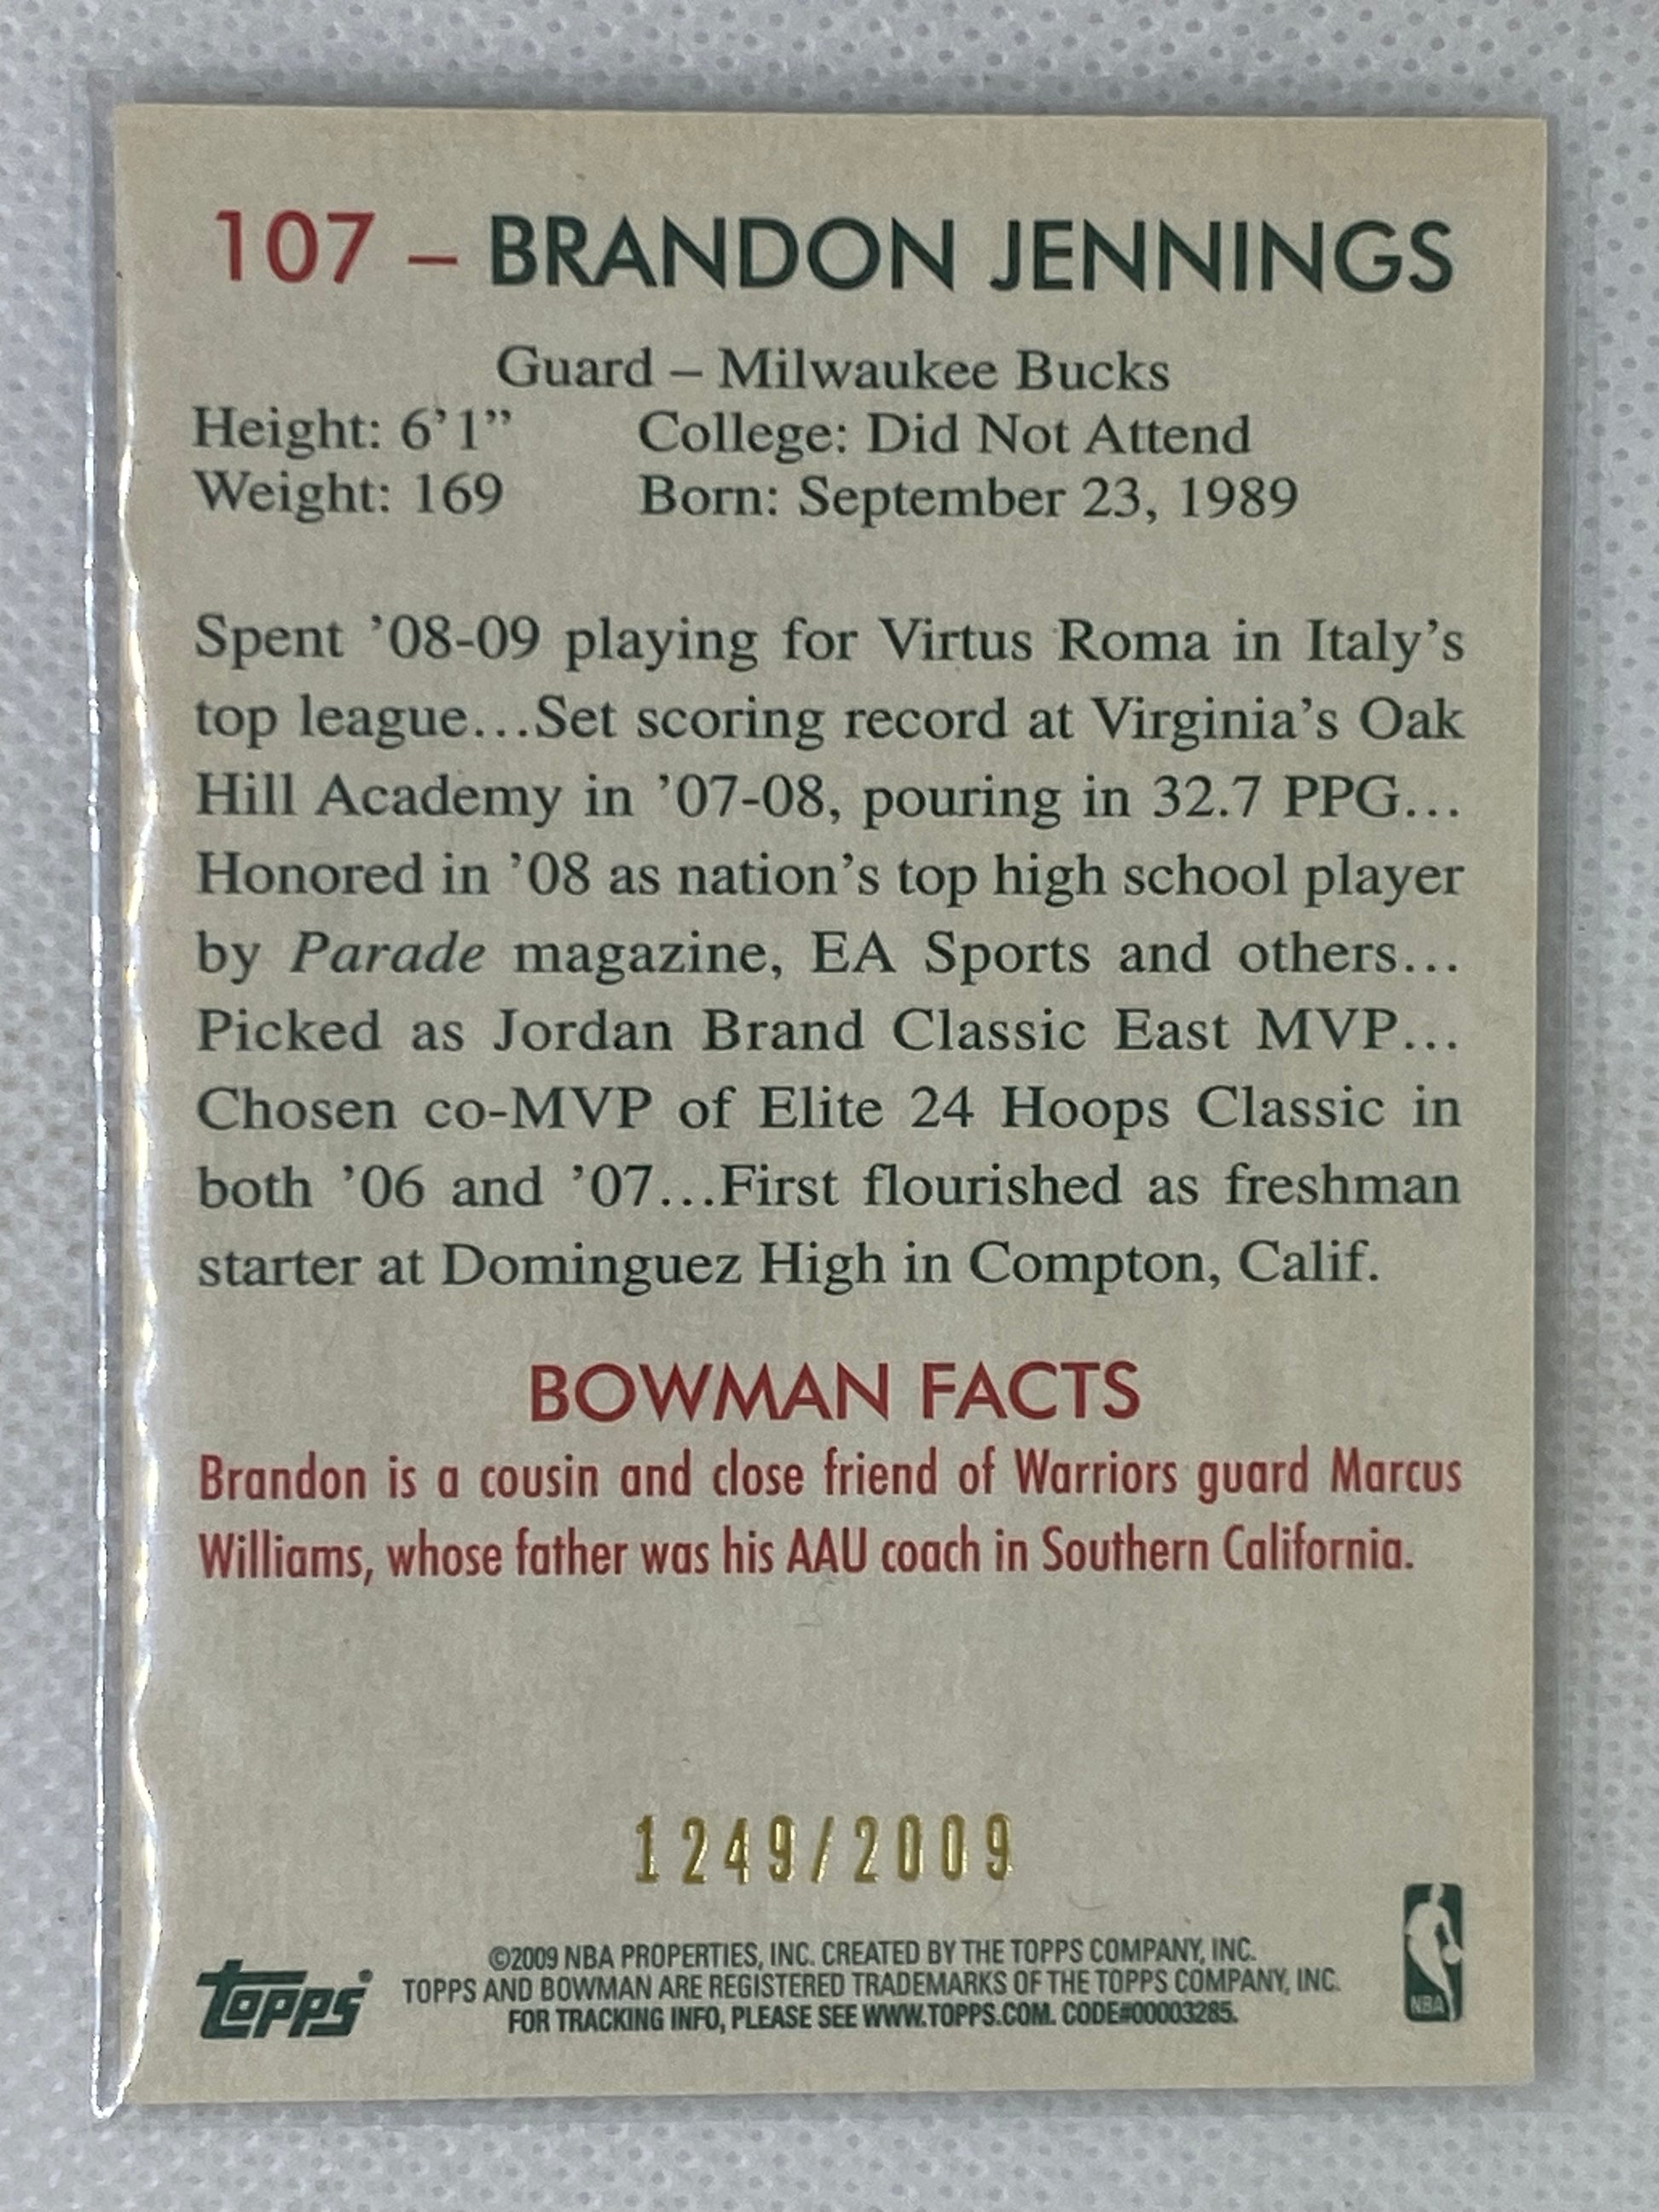 107 – BRANDON JENNINGS
Guard – Milwaukee Bucks
Height: 6’1” College: Did Not Attend
Weight: 169 Born: September 23, 1989
Spent ’08-09 playing for Virtus Roma in Italy’s
top league…Set scoring record at Virginia’s Oak
Hill Academy in ’07-08, pouring in 32.7 PPG…
Honored in ’08 as nation’s top high school player
by Parade magazine, EA Sports and others…
Picked as Jordan Brand Classic East MVP…
Chosen co-MVP of Elite 24 Hoops Classic in
both ’06 and ’07…First flourished as freshman
starter at Dominguez High in Compton, Calif.
BOWMAN FACTS
Brandon is a cousin and close friend of Warriors guard Marcus
Williams, whose father was his AAU coach in Southern California.
1249/2009
©2009 NBA PROPERTIES, INC. CREATED BY THE TOPPS COMPANY, INC.
TOPPS AND BOWMAN ARE REGISTERED TRADEMARKS OF THE TOPPS COMPANY, INC.
FOR TRACKING INFO, PLEASE SEE WWW.TOPPS.COM. CODE#00003285.
Topps®
NBA